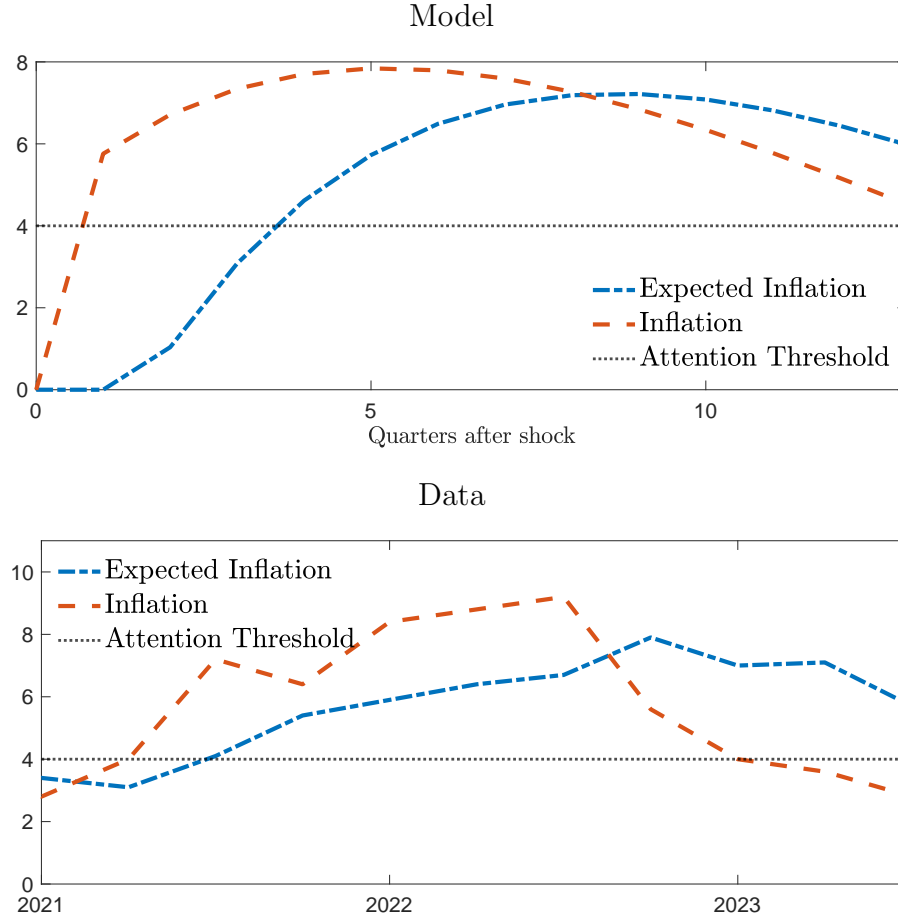 Model
8
6
4
2
0
0 5 10
Expected Inflation
Inflation
Attention Threshold
Quarters after shock
Data
10
8
6
4
2
0
2021 2022 2023
Expected Inflation
Inflation
Attention Threshold